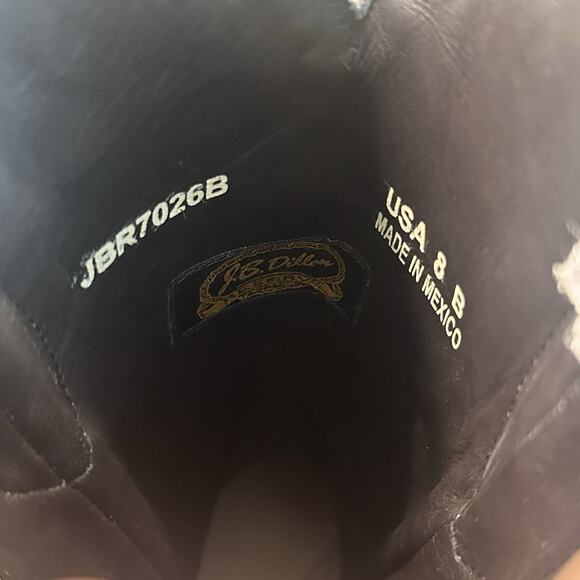 JBR7026B
J.B. Dillon
USA 8 B
MADE IN MEXICO